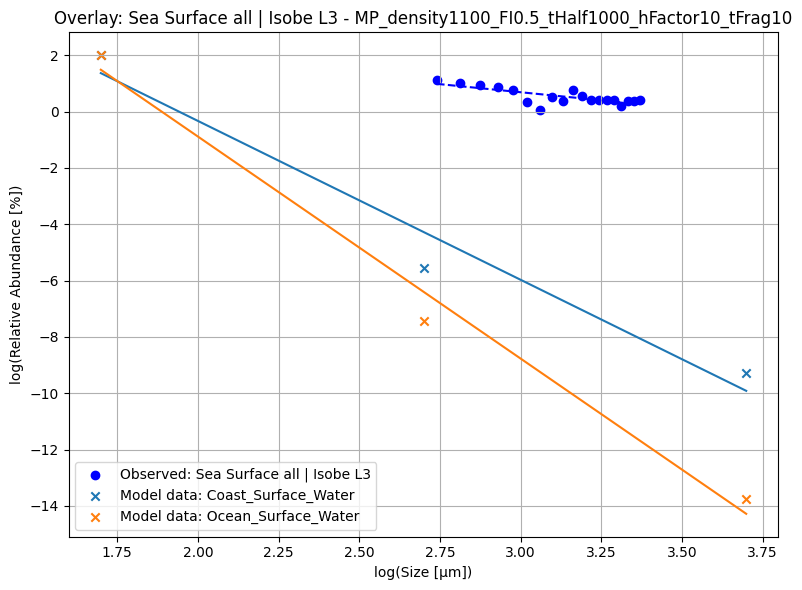 Overlay: Sea Surface all | Isobe L3 - MP_density1100_FI0.5_tHalf1000_hFactor10_tFrag10
log(Relative Abundance [%])
2
0
−2
−4
−6
−8
−10
−12
−14
Observed: Sea Surface all | Isobe L3
Model data: Coast_Surface_Water
Model data: Ocean_Surface_Water
1.75 2.00 2.25 2.50 2.75 3.00 3.25 3.50 3.75
log(Size [µm])